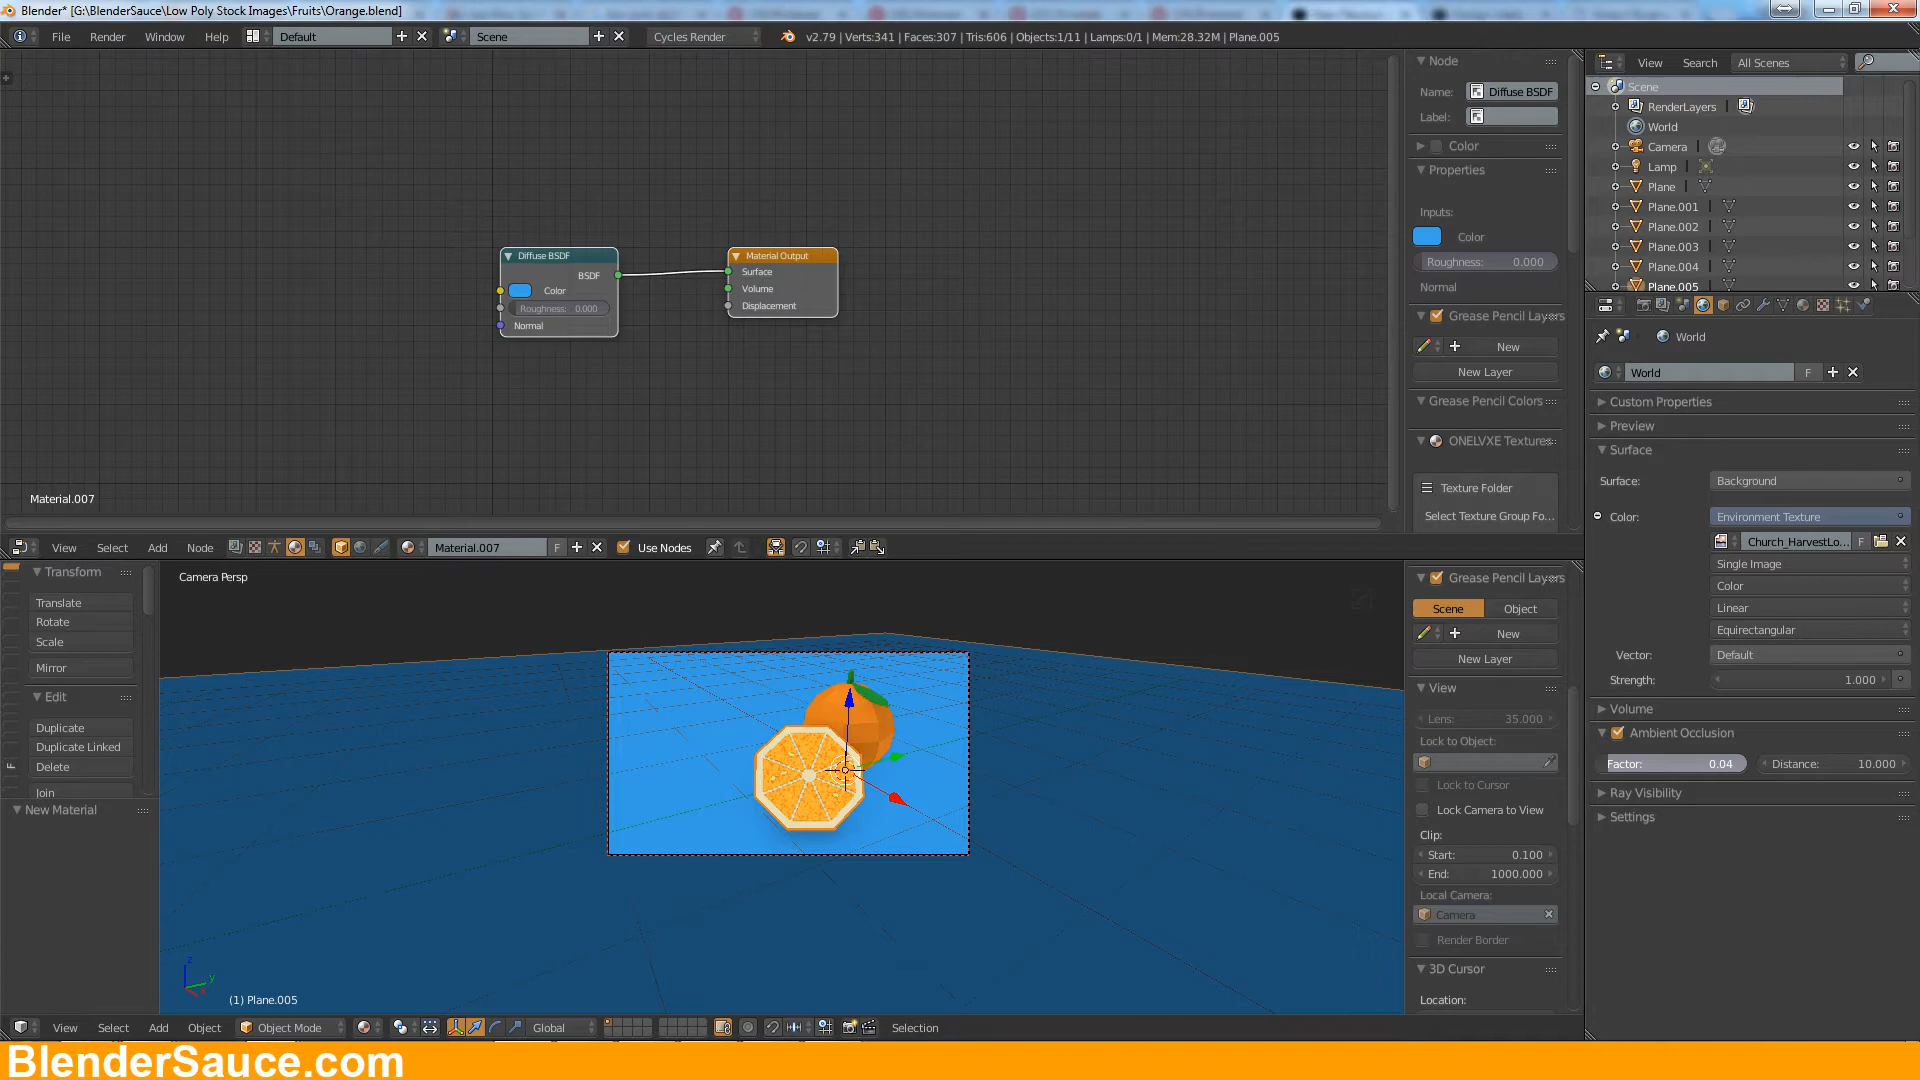 Blender* [G:\BlenderSauce\Low Poly Stock Images\Fruits\Orange.blend]
File Render Window Help Default Scene Cycles Render v2.79 | Verts:341 | Faces:307 | Tris:606 | Objects:1/11 | Lamps:0/1 | Mem:28.32M | Plane.005
Diffuse BSDF
BSDF
Color
Roughness: 0.000
Normal
Material Output
Surface
Volume
Displacement
Material.007
Node
Name: Diffuse BSDF
Label:
Color
Properties
Inputs:
Color
Roughness: 0.000
Normal
Grease Pencil Layers
New
New Layer
Grease Pencil Colors
ONELVXE Textures
Texture Folder
Select Texture Group Fo...
View Select Add Node Material.007 F Use Nodes
Transform
Translate
Rotate
Scale
Mirror
Edit
Duplicate
Duplicate Linked
Delete
Join
New Material
Camera Persp
(1) Plane.005
Grease Pencil Layers
Scene Object
New
New Layer
View
Lens: 35.000
Lock to Object:
Lock to Cursor
Lock Camera to View
Clip:
Start: 0.100
End: 1000.000
Local Camera:
Camera
Render Border
3D Cursor
Location:
View Select Add Object Object Mode Global Selection
View Search All Scenes
Scene
RenderLayers
World
Camera
Lamp
Plane
Plane.001
Plane.002
Plane.003
Plane.004
Plane.005
World
World F
Custom Properties
Preview
Surface
Surface: Background
Color: Environment Texture
Church_HarvestLo... F
Single Image
Color
Linear
Equirectangular
Vector: Default
Strength: 1.000
Volume
Ambient Occlusion
Factor: 0.04 Distance: 10.000
Ray Visibility
Settings
BlenderSauce.com